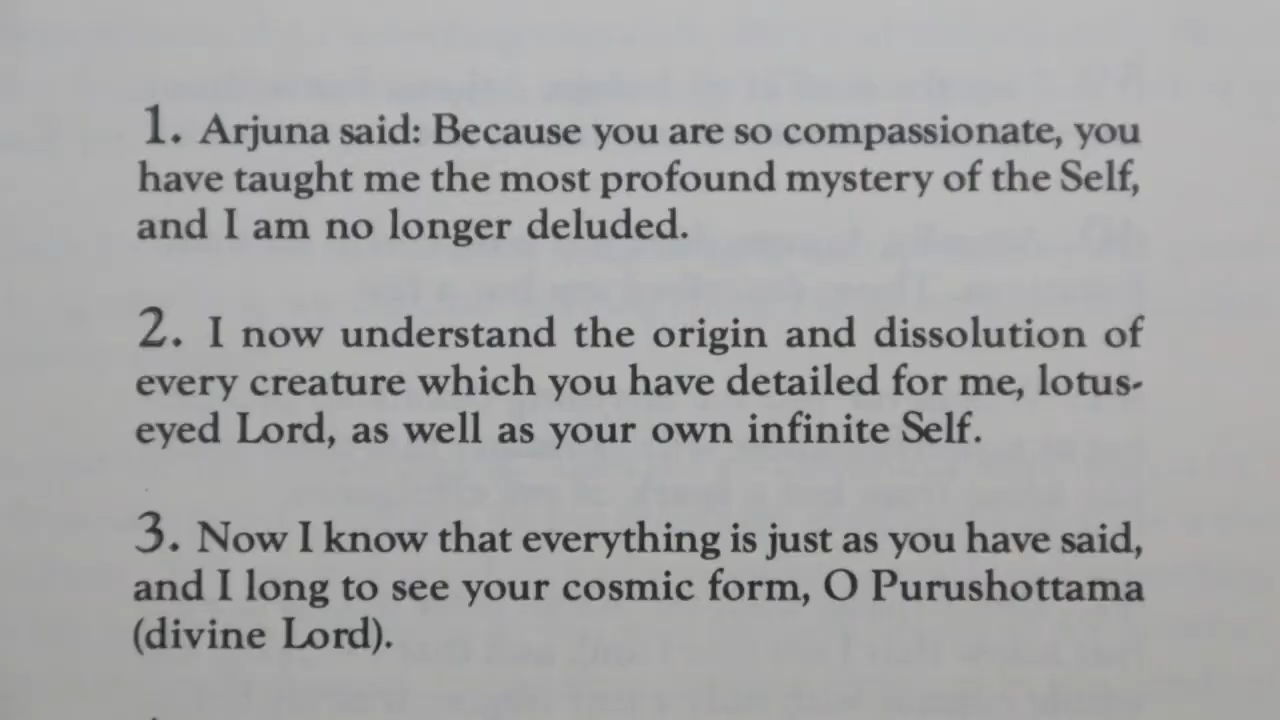 1. Arjuna said: Because you are so compassionate, you
have taught me the most profound mystery of the Self,
and I am no longer deluded.
2. I now understand the origin and dissolution of
every creature which you have detailed for me, lotus-
eyed Lord, as well as your own infinite Self.
3. Now I know that everything is just as you have said,
and I long to see your cosmic form, O Purushottama
(divine Lord).